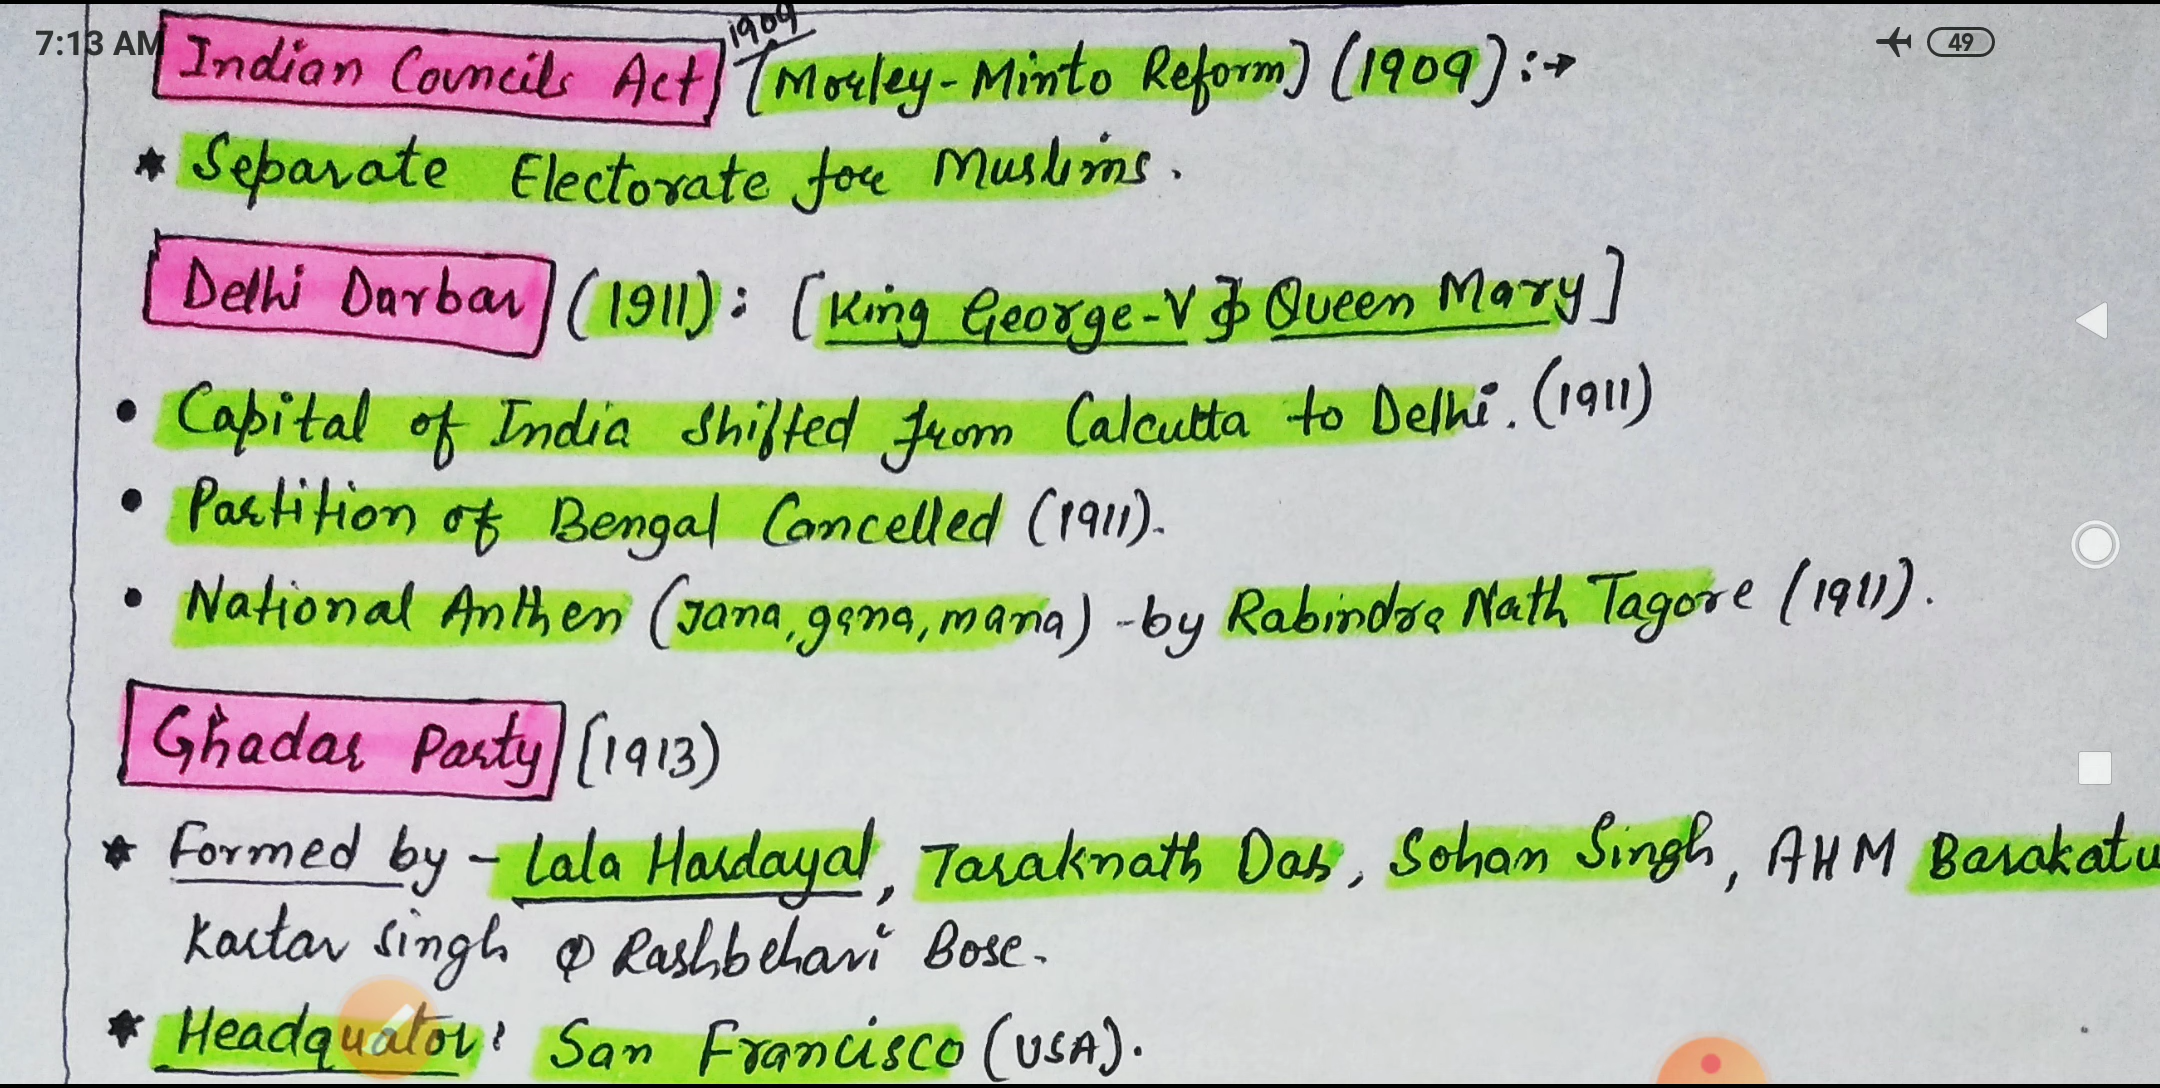 7:13 AM
49
1909
Indian Councils Act (Morley-Minto Reform) (1909) :→
★ Separate Electorate for Muslims.
Delhi Darbar (1911): [King George-V & Queen Mary]
• Capital of India Shifted from Calcutta to Delhi. (1911)
• Partition of Bengal Cancelled (1911).
• National Anthen (Jana, gana, mana) - by Rabindra Nath Tagore (1911).
Ghadar Party (1913)
★ Formed by - Lala Hardayal, Taraknath Das, Sohan Singh, AHM Barakatu
Kartar Singh & Rashbehari Bose.
★ Headquator: San Francisco (USA).